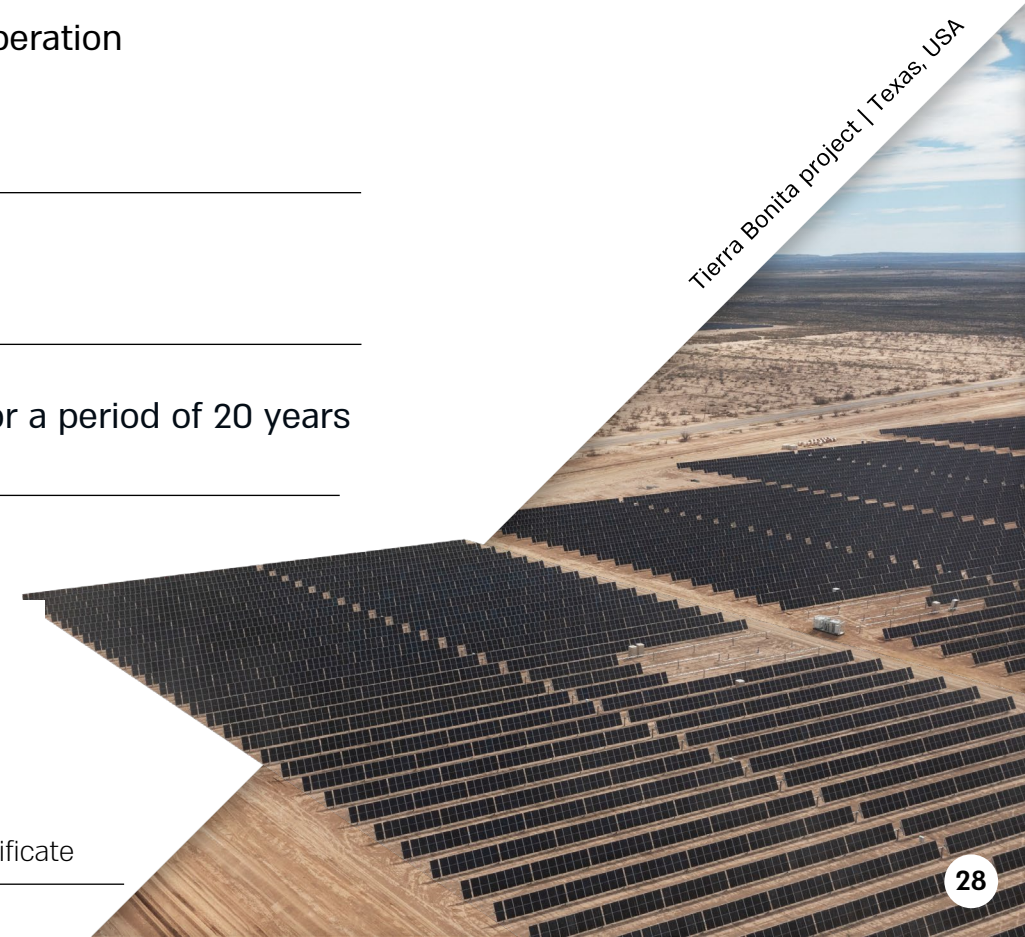 peration
Tierra Bonita project | Texas, USA
or a period of 20 years
ificate
28